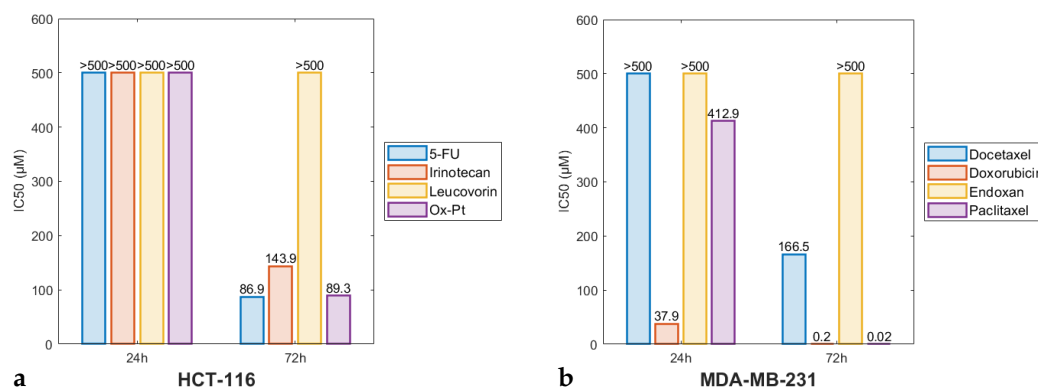 600
500
400
300
200
100
0
IC50 (µM)
>500 >500 >500 >500
>500
86.9
143.9
89.3
24h
72h
HCT-116
a
5-FU
Irinotecan
Leucovorin
Ox-Pt
600
500
400
300
200
100
0
IC50 (µM)
>500
37.9
>500
412.9
166.5
0.2
>500
0.02
24h
72h
MDA-MB-231
b
Docetaxel
Doxorubicin
Endoxan
Paclitaxel